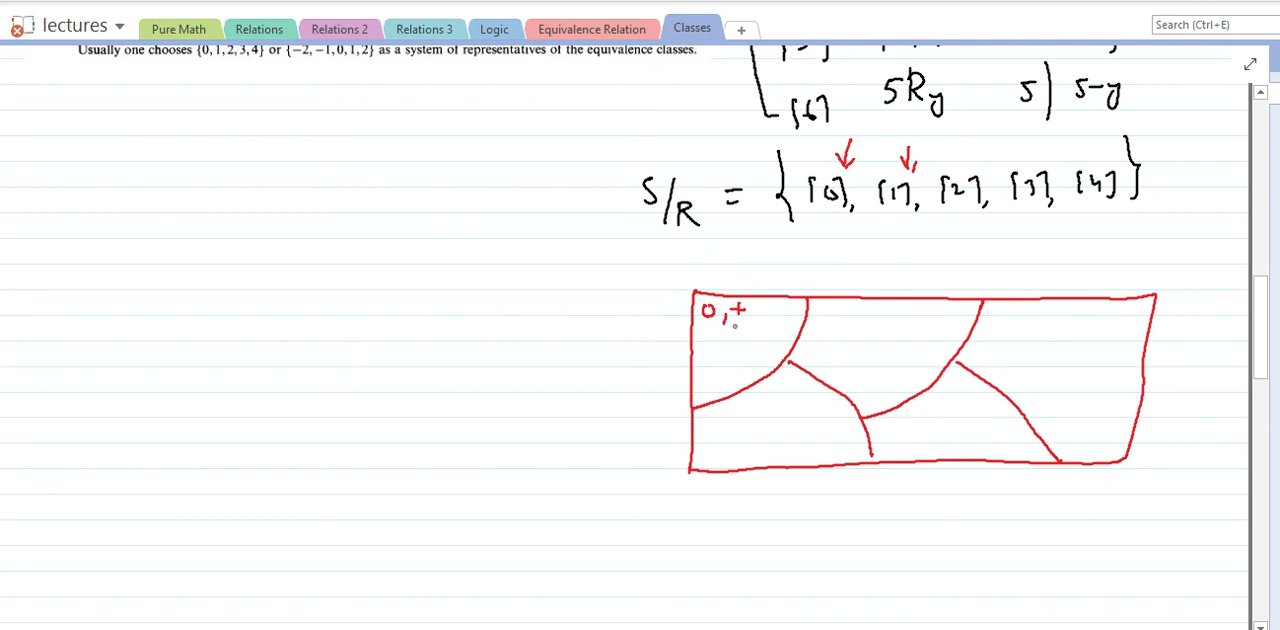 lectures
Pure Math Relations Relations 2 Relations 3 Logic Equivalence Relation Classes
Search (Ctrl+E)
Usually one chooses {0, 1, 2, 3, 4} or {−2, −1, 0, 1, 2} as a system of representatives of the equivalence classes.
5Ry 5 | 5-y
S/R = { [0], [1], [2], [3], [4] }
0, +